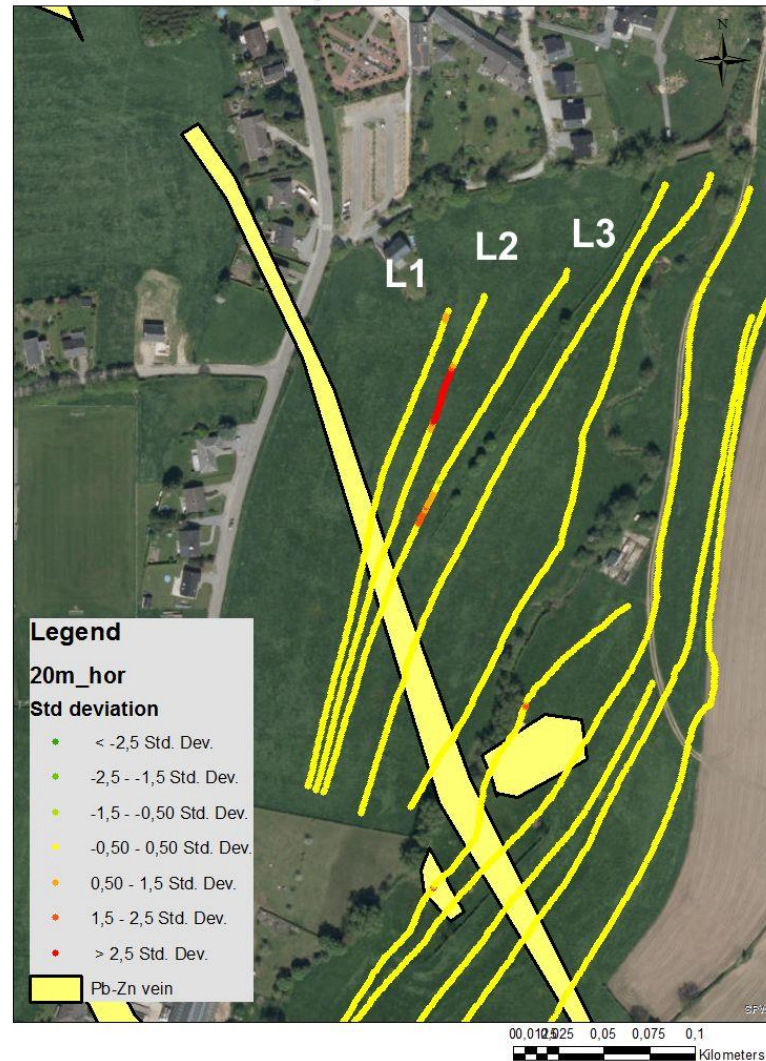 N
L1
L2
L3
Legend
20m_hor
Std deviation
< -2,5 Std. Dev.
-2,5 - -1,5 Std. Dev.
-1,5 - -0,50 Std. Dev.
-0,50 - 0,50 Std. Dev.
0,50 - 1,5 Std. Dev.
1,5 - 2,5 Std. Dev.
> 2,5 Std. Dev.
Pb-Zn vein
0,05 0,075 0,1
Kilometers